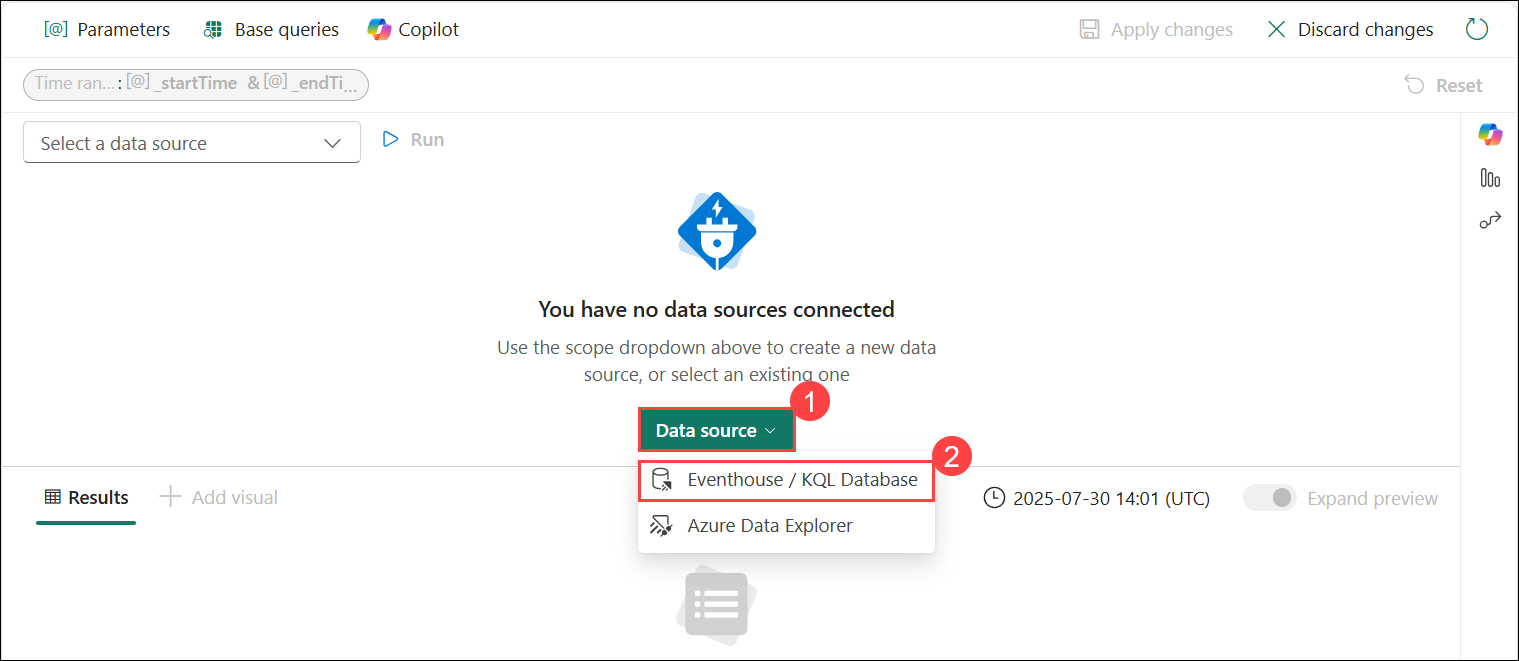 [@] Parameters
Base queries
Copilot
Apply changes
Discard changes
Time ran... : [@] _startTime & [@] _endTi...
Reset
Select a data source
Run
You have no data sources connected
Use the scope dropdown above to create a new data
source, or select an existing one
1
Data source
2
Eventhouse / KQL Database
Azure Data Explorer
Results
Add visual
2025-07-30 14:01 (UTC)
Expand preview